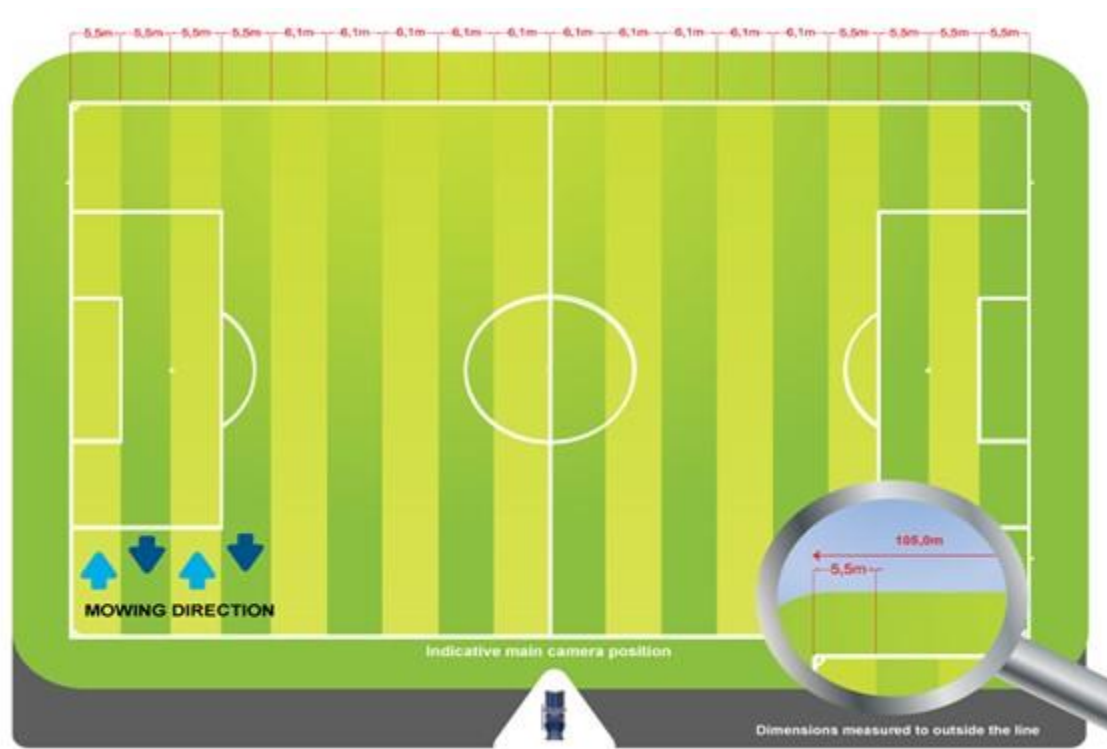 5,5m 5,5m 5,5m 5,5m 6,1m 6,1m 6,1m 6,1m 6,1m 6,1m 6,1m 6,1m 6,1m 6,1m 5,5m 5,5m 5,5m 5,5m
105,0m
5,5m
MOWING DIRECTION
Indicative main camera position
Dimensions measured to outside the line